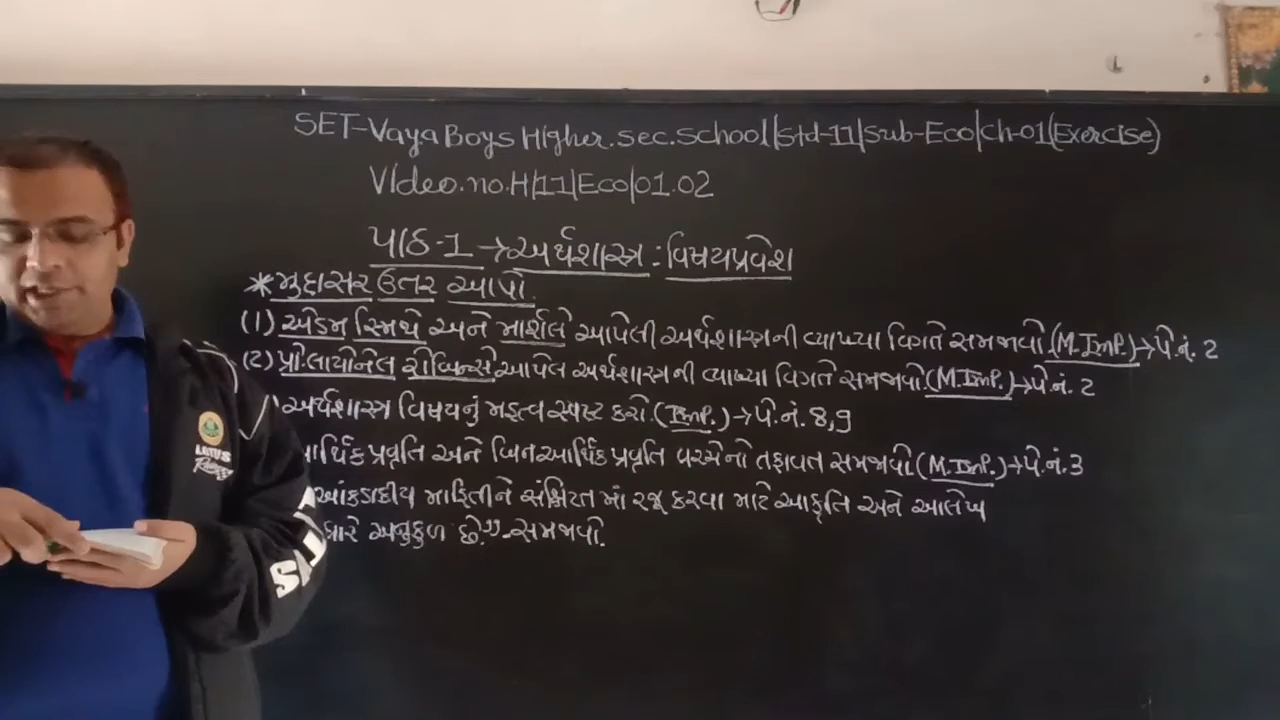 SET-Vaya Boys Higher.sec.School|Std-11|Sub-Eco|Ch-01(Exercise)
Video.no.H|11|Eco|01.02
પાઠ-1 → અર્થશાસ્ત્ર : વિષયપ્રવેશ
* મુદ્દાસર ઉતર આપો.
(1) એડમ સ્મિથે અને માર્શલે આપેલી અર્થશાસ્ત્રની વ્યાખ્યા વિગતે સમજાવો (M.Imp.) → પે.નં. 2
(2) પ્રો.લાયોનેલ રોબિન્સે આપેલ અર્થશાસ્ત્રની વ્યાખ્યા વિગતે સમજાવો (M.Imp.) → પે.નં. 2
અર્થશાસ્ત્ર વિષયનું મહત્વ સ્પષ્ટ કરો. (Imp.) → પે.નં. 8,9
આર્થિક પ્રવૃતિ અને બિનઆર્થિક પ્રવૃતિ વચ્ચેનો તફાવત સમજાવો (M.Imp.) → પે.નં. 3
આંકડાકીય માહિતીને સંક્ષિપ્ત માં રજૂ કરવા માટે આકૃતિ અને આલેખ
અનુકુળ છે." - સમજાવો.
LOTUS